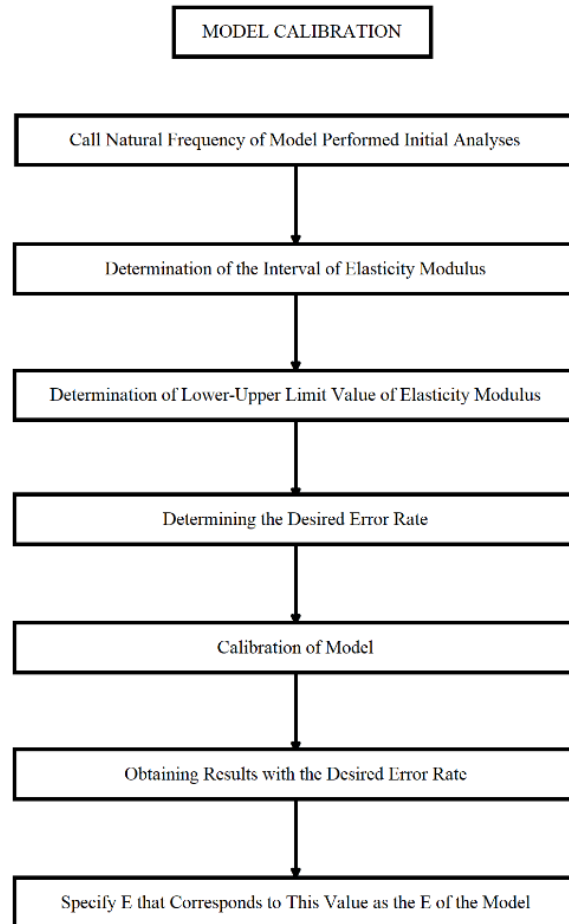 MODEL CALIBRATION
Call Natural Frequency of Model Performed Initial Analyses
Determination of the Interval of Elasticity Modulus
Determination of Lower-Upper Limit Value of Elasticity Modulus
Determining the Desired Error Rate
Calibration of Model
Obtaining Results with the Desired Error Rate
Specify E that Corresponds to This Value as the E of the Model